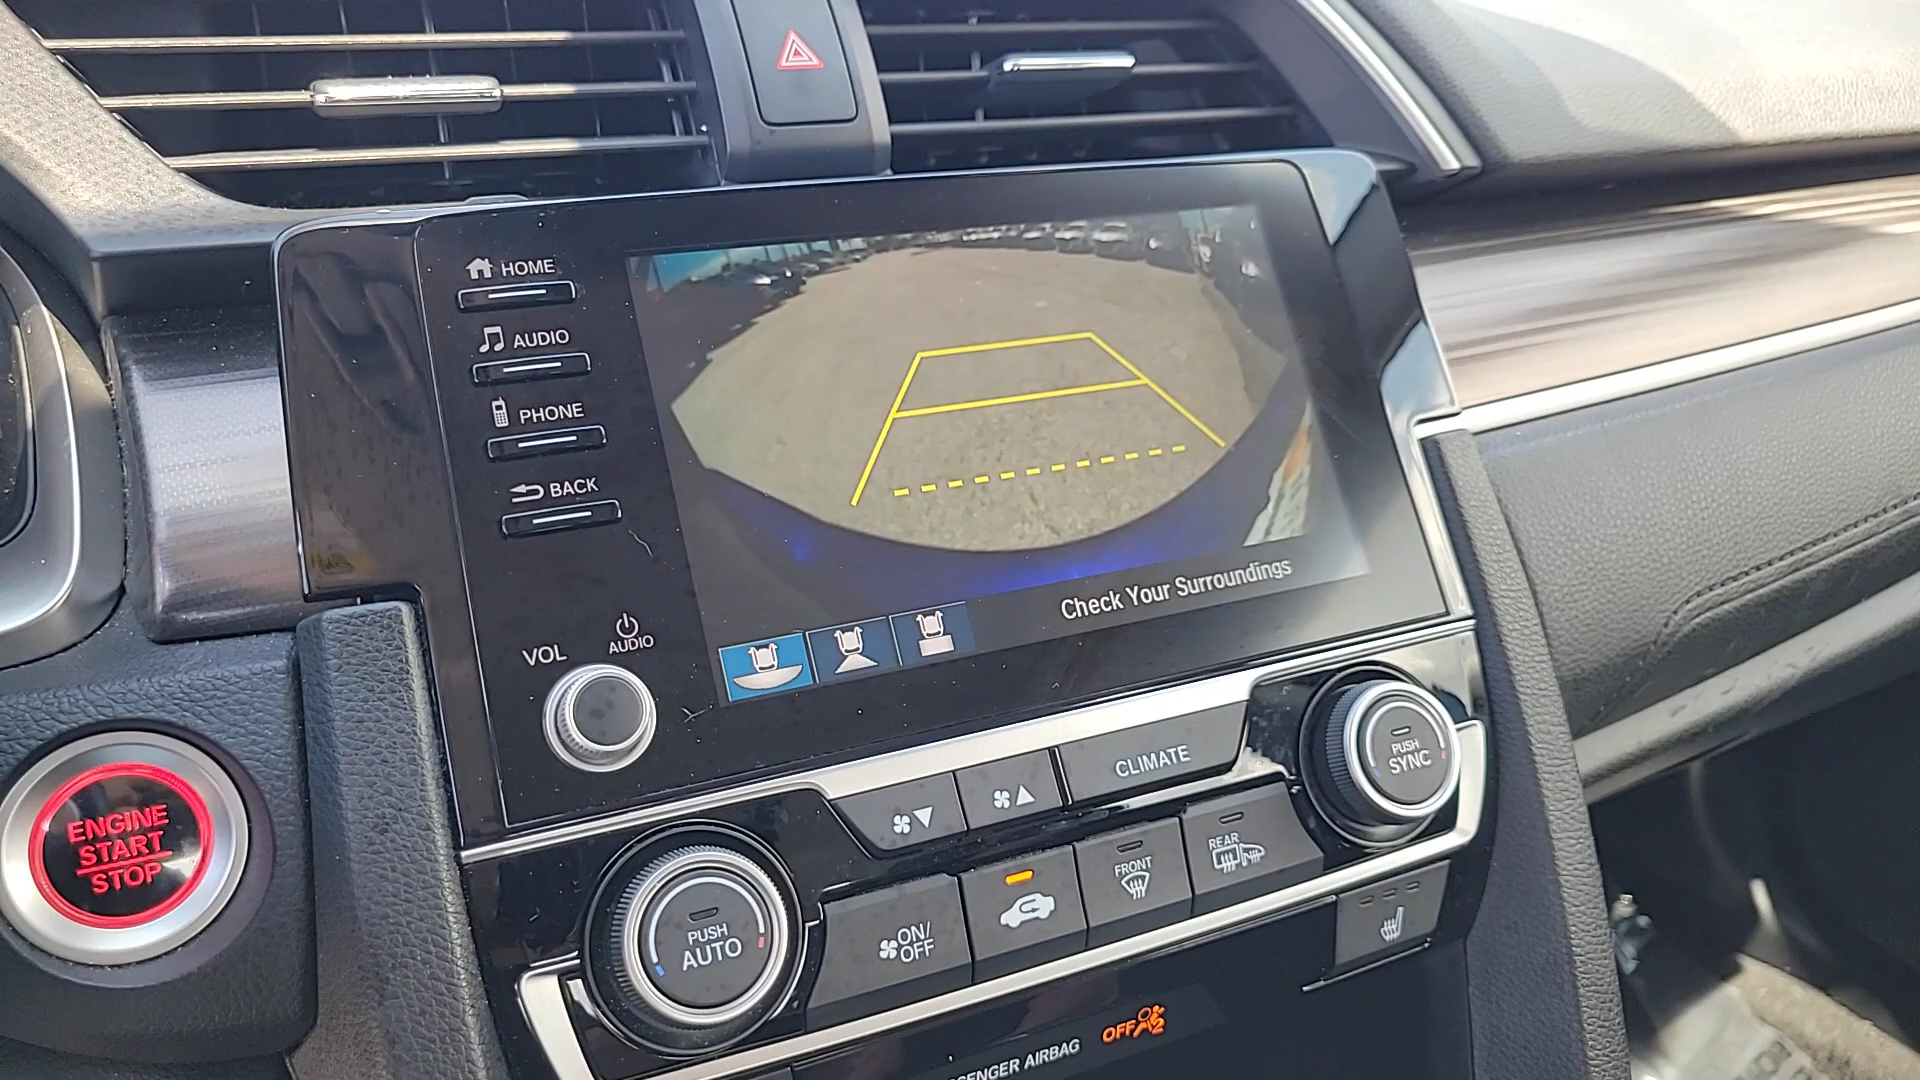 HOME
AUDIO
PHONE
BACK
VOL
AUDIO
Check Your Surroundings
ENGINE
START
STOP
CLIMATE
PUSH
SYNC
PUSH
AUTO
ON/
OFF
FRONT
REAR
AIRBAG
OFF
2